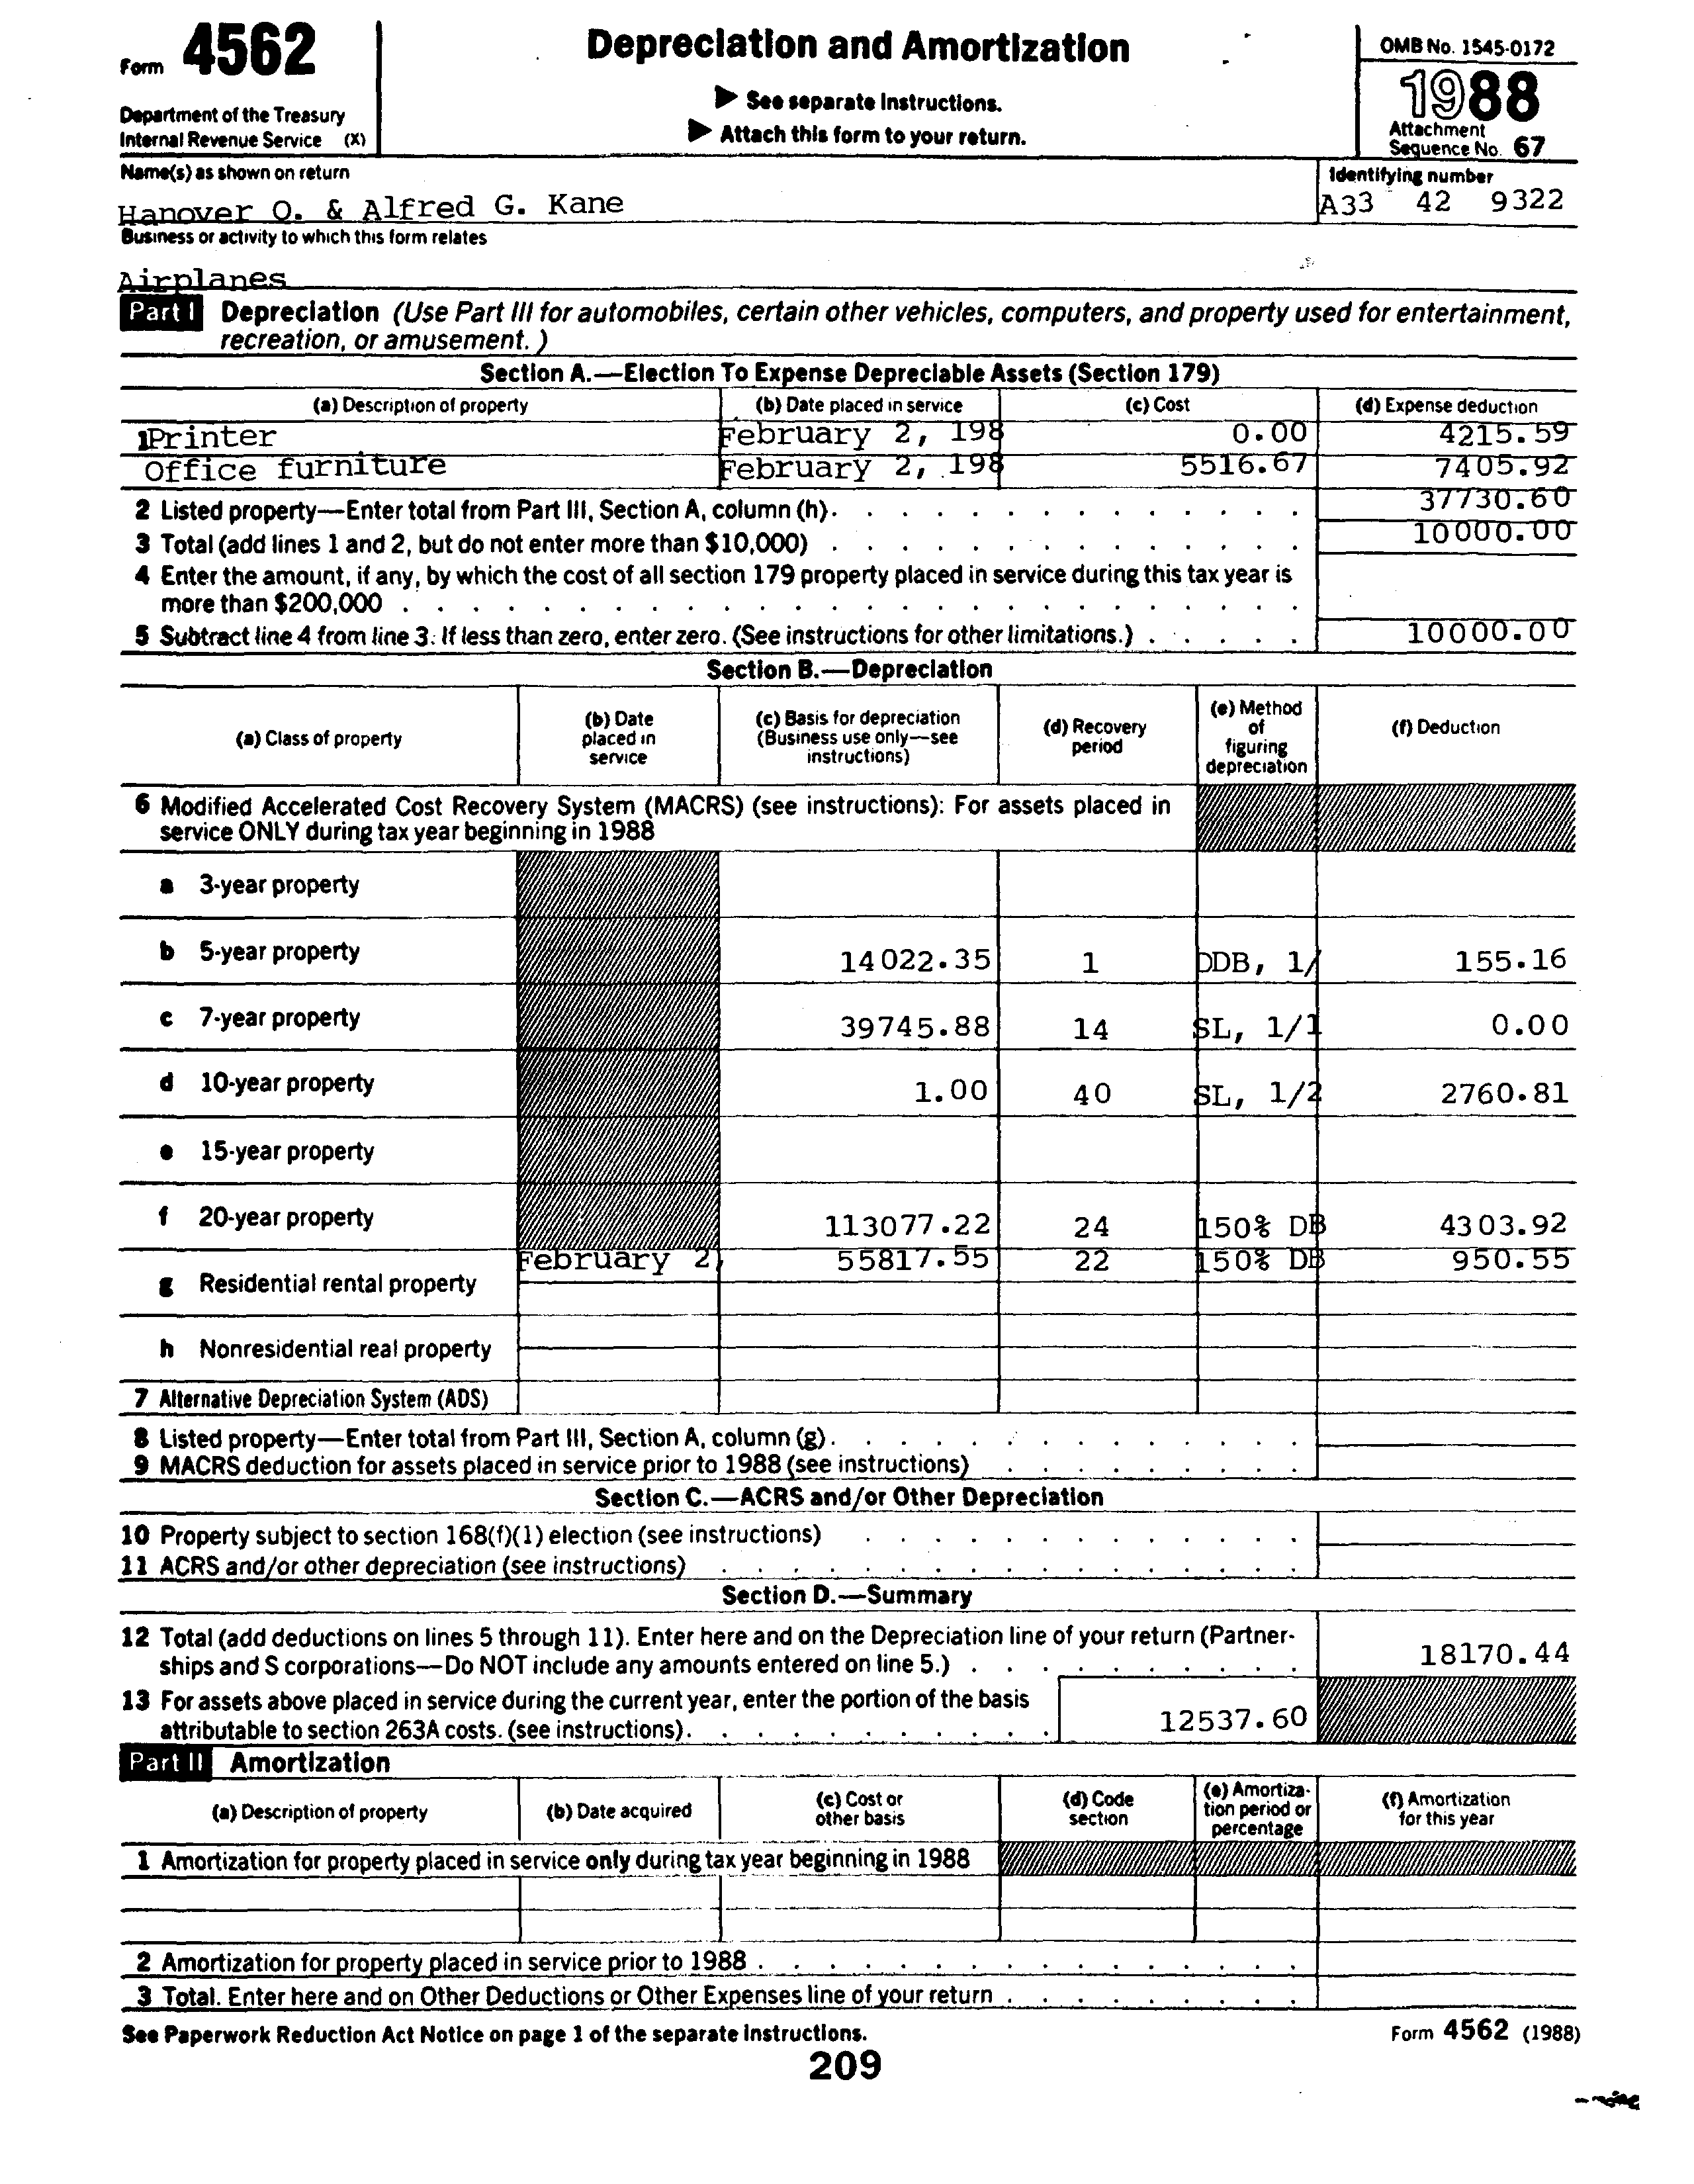 Form 4562
Department of the Treasury
Internal Revenue Service (X)
Depreciation and Amortization
▶ See separate Instructions.
▶ Attach this form to your return.
OMB No. 1545-0172
1988
Attachment
Sequence No. 67
Name(s) as shown on return
Hanover O. & Alfred G. Kane
Identifying number
A33 42 9322
Business or activity to which this form relates
Airplanes
Part I Depreciation (Use Part III for automobiles, certain other vehicles, computers, and property used for entertainment,
recreation, or amusement.)
Section A.—Election To Expense Depreciable Assets (Section 179)
(a) Description of property (b) Date placed in service (c) Cost (d) Expense deduction
1 Printer February 2, 198 0.00 4215.59
Office furniture February 2, 198 5516.67 7405.92
2 Listed property—Enter total from Part III, Section A, column (h). 37730.60
3 Total (add lines 1 and 2, but do not enter more than $10,000) 10000.00
4 Enter the amount, if any, by which the cost of all section 179 property placed in service during this tax year is
more than $200,000
5 Subtract line 4 from line 3. If less than zero, enter zero. (See instructions for other limitations.) 10000.00
Section B.—Depreciation
(a) Class of property (b) Date placed in service (c) Basis for depreciation (Business use only—see instructions) (d) Recovery period (e) Method of figuring depreciation (f) Deduction
6 Modified Accelerated Cost Recovery System (MACRS) (see instructions): For assets placed in
service ONLY during tax year beginning in 1988
a 3-year property
b 5-year property 14022.35 1 DDB, 1/ 155.16
c 7-year property 39745.88 14 SL, 1/1 0.00
d 10-year property 1.00 40 SL, 1/2 2760.81
e 15-year property
f 20-year property 113077.22 24 150% DB 4303.92
g Residential rental property February 2, 55817.55 22 150% DB 950.55
h Nonresidential real property
7 Alternative Depreciation System (ADS)
8 Listed property—Enter total from Part III, Section A, column (g).
9 MACRS deduction for assets placed in service prior to 1988 (see instructions)
Section C.—ACRS and/or Other Depreciation
10 Property subject to section 168(f)(1) election (see instructions)
11 ACRS and/or other depreciation (see instructions)
Section D.—Summary
12 Total (add deductions on lines 5 through 11). Enter here and on the Depreciation line of your return (Partner-
ships and S corporations—Do NOT include any amounts entered on line 5.) 18170.44
13 For assets above placed in service during the current year, enter the portion of the basis
attributable to section 263A costs. (see instructions). 12537.60
Part II Amortization
(a) Description of property (b) Date acquired (c) Cost or other basis (d) Code section (e) Amortiza- tion period or percentage (f) Amortization for this year
1 Amortization for property placed in service only during tax year beginning in 1988
2 Amortization for property placed in service prior to 1988
3 Total. Enter here and on Other Deductions or Other Expenses line of your return
See Paperwork Reduction Act Notice on page 1 of the separate Instructions.
Form 4562 (1988)
209